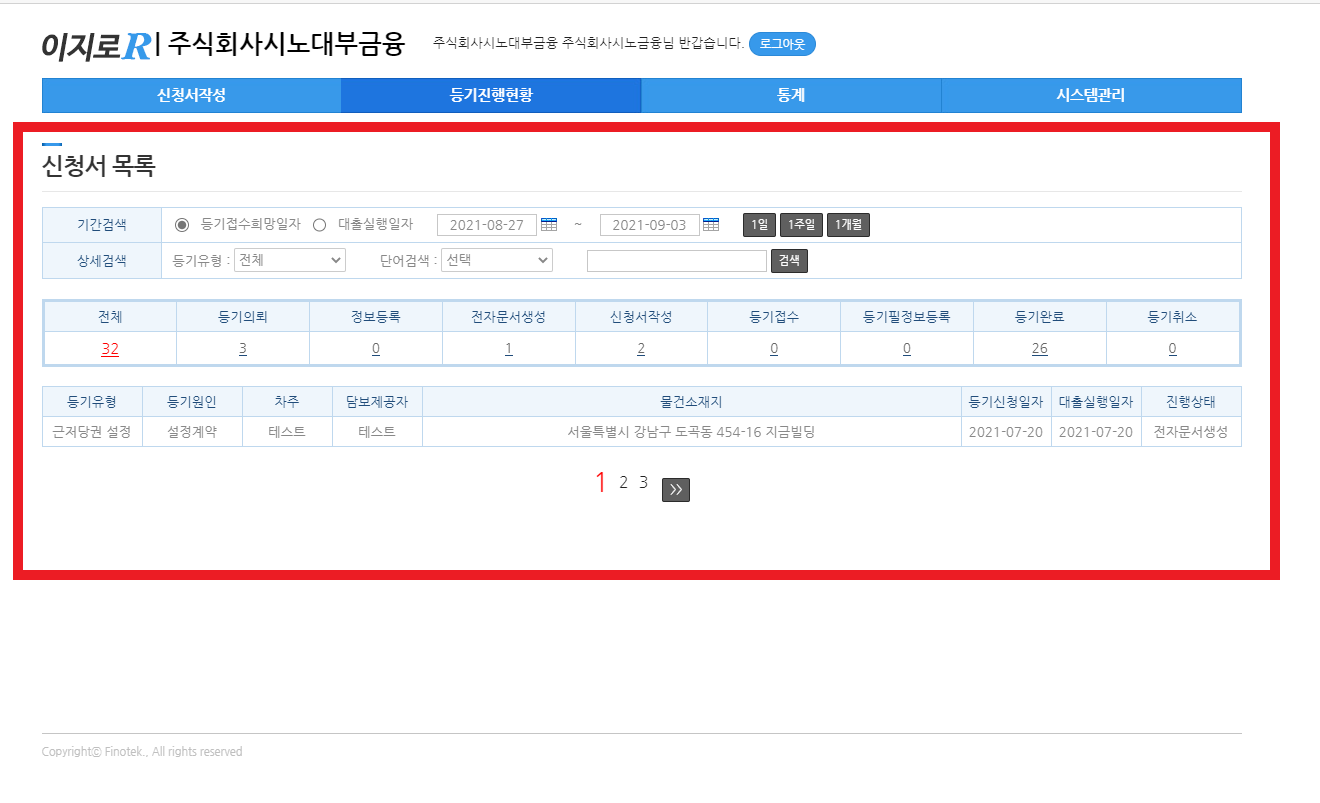 이지로R | 주식회사시노대부금융 주식회사시노대부금융 주식회사시노금융님 반갑습니다. 로그아웃
신청서작성 등기진행현황 통계 시스템관리
신청서 목록
기간검색 등기접수희망일자 대출실행일자 2021-08-27 ~ 2021-09-03 1일 1주일 1개월
상세검색 등기유형 : 전체 단어검색 : 선택 검색
전체 등기의뢰 정보등록 전자문서생성 신청서작성 등기접수 등기필정보등록 등기완료 등기취소
32 3 0 1 2 0 0 26 0
등기유형 등기원인 차주 담보제공자 물건소재지 등기신청일자 대출실행일자 진행상태
근저당권 설정 설정계약 테스트 테스트 서울특별시 강남구 도곡동 454-16 지금빌딩 2021-07-20 2021-07-20 전자문서생성
1 2 3 >>
Copyrightⓒ Finotek., All rights reserved